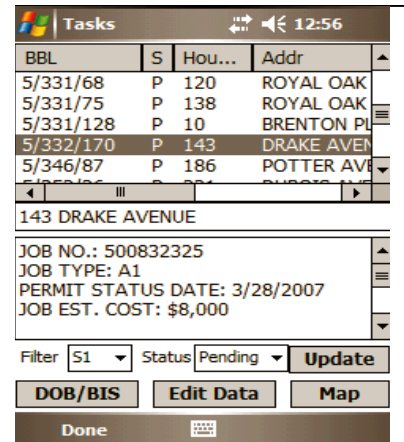 Tasks 12:56
BBL S Hou... Addr
5/331/68 P 120 ROYAL OAK
5/331/75 P 138 ROYAL OAK
5/331/128 P 10 BRENTON PL
5/332/170 P 143 DRAKE AVEN
5/346/87 P 186 POTTER AVE
143 DRAKE AVENUE
JOB NO.: 500832325
JOB TYPE: A1
PERMIT STATUS DATE: 3/28/2007
JOB EST. COST: $8,000
Filter S1 Status Pending Update
DOB/BIS Edit Data Map
Done